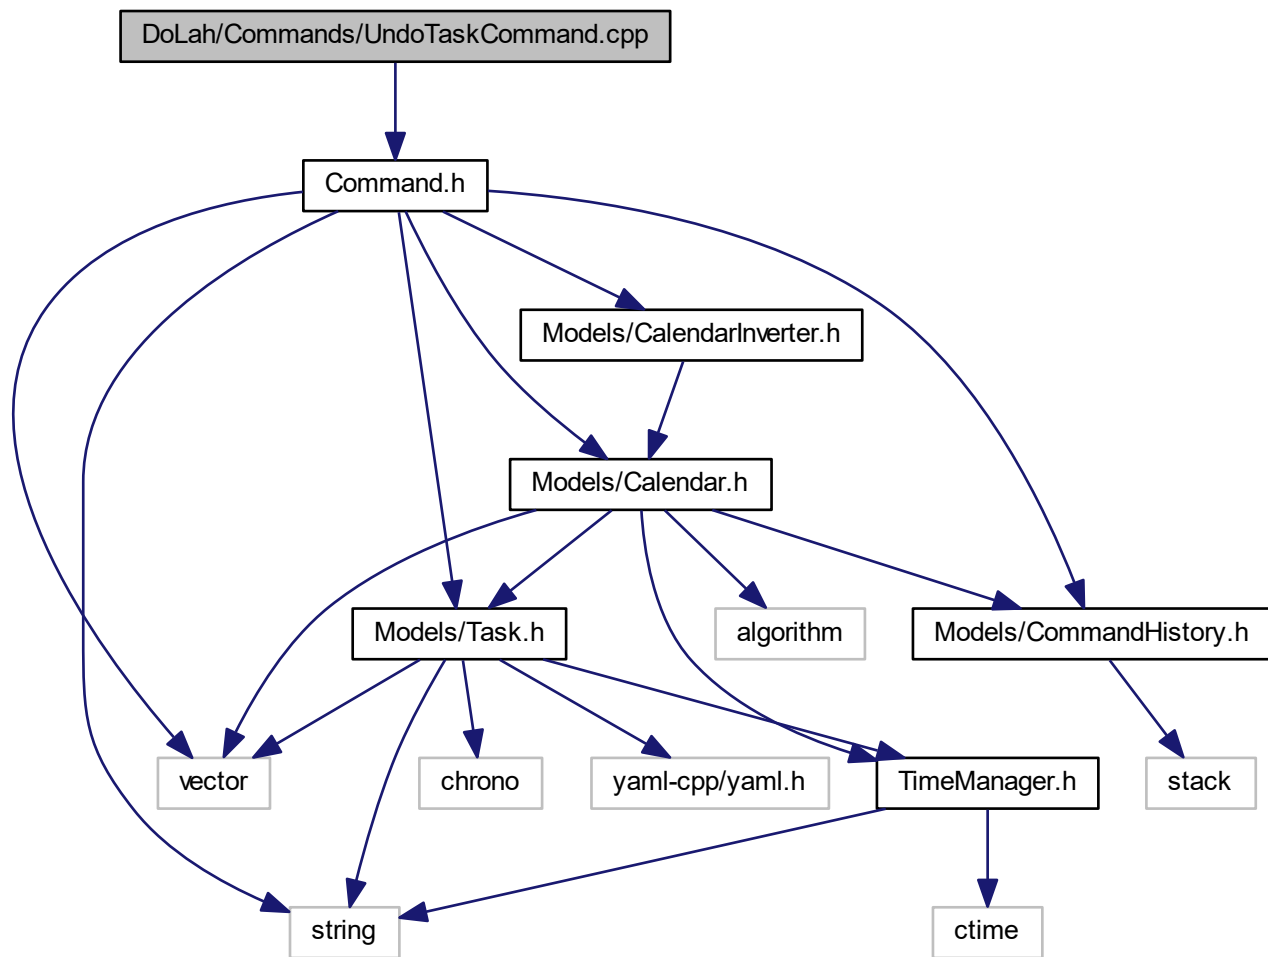 DoLah/Commands/UndoTaskCommand.cpp
Command.h
Models/CalendarInverter.h
Models/Calendar.h
Models/Task.h
algorithm
Models/CommandHistory.h
vector
chrono
yaml-cpp/yaml.h
TimeManager.h
stack
string
ctime